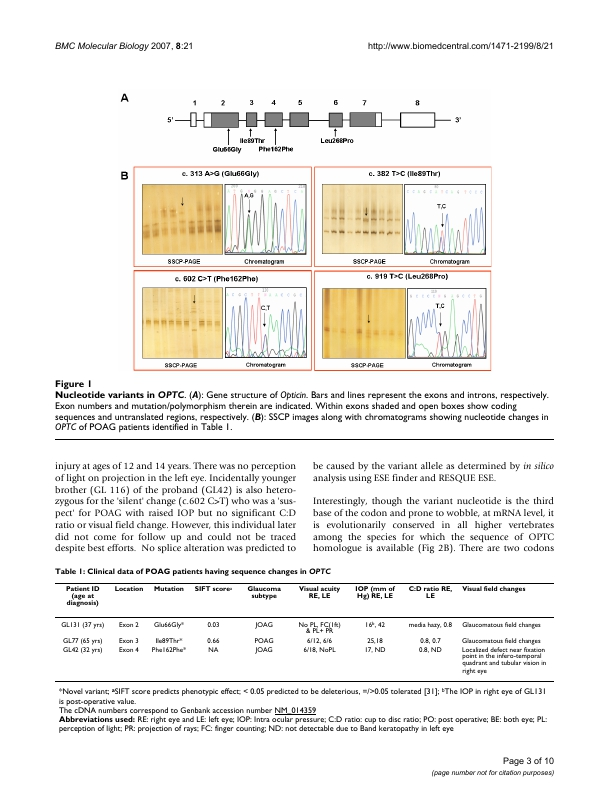 BMC Molecular Biology 2007, 8:21
http://www.biomedcentral.com/1471-2199/8/21
A
1 2 3 4 5 6 7 8
5' 3'
Ile89Thr Leu268Pro
Glu66Gly Phe162Phe
B
c. 313 A>G (Glu66Gly)
A,G
SSCP-PAGE Chromatogram
c. 382 T>C (Ile89Thr)
T,C
SSCP-PAGE Chromatogram
c. 602 C>T (Phe162Phe)
C,T
SSCP-PAGE Chromatogram
c. 919 T>C (Leu268Pro)
T,C
SSCP-PAGE Chromatogram
Figure 1
Nucleotide variants in OPTC. (A): Gene structure of Opticin. Bars and lines represent the exons and introns, respectively.
Exon numbers and mutation/polymorphism therein are indicated. Within exons shaded and open boxes show coding
sequences and untranslated regions, respectively. (B): SSCP images along with chromatograms showing nucleotide changes in
OPTC of POAG patients identified in Table 1.
injury at ages of 12 and 14 years. There was no perception
of light on projection in the left eye. Incidentally younger
brother (GL 116) of the proband (GL42) is also hetero-
zygous for the 'silent' change (c.602 C>T) who was a 'sus-
pect' for POAG with raised IOP but no significant C:D
ratio or visual field change. However, this individual later
did not come for follow up and could not be traced
despite best efforts. No splice alteration was predicted to
be caused by the variant allele as determined by in silico
analysis using ESE finder and RESQUE ESE.
Interestingly, though the variant nucleotide is the third
base of the codon and prone to wobble, at mRNA level, it
is evolutionarily conserved in all higher vertebrates
among the species for which the sequence of OPTC
homologue is available (Fig 2B). There are two codons
Table 1: Clinical data of POAG patients having sequence changes in OPTC
Patient ID (age at diagnosis) Location Mutation SIFT scoreᵃ Glaucoma subtype Visual acuity RE, LE IOP (mm of Hg) RE, LE C:D ratio RE, LE Visual field changes
GL131 (37 yrs) Exon 2 Glu66Gly* 0.03 JOAG No PL, FC(1ft) & PL+ PR 16ᵇ, 42 media hazy, 0.8 Glaucomatous field changes
GL77 (65 yrs) Exon 3 Ile89Thr* 0.66 POAG 6/12, 6/6 25,18 0.8, 0.7 Glaucomatous field changes
GL42 (32 yrs) Exon 4 Phe162Phe* NA JOAG 6/18, NoPL 17, ND 0.8, ND Localized defect near fixation point in the infero-temporal quadrant and tubular vision in right eye
*Novel variant; ᵃSIFT score predicts phenotypic effect; < 0.05 predicted to be deleterious, =/>0.05 tolerated [31]; ᵇThe IOP in right eye of GL131
is post-operative value.
The cDNA numbers correspond to Genbank accession number NM_014359
Abbreviations used: RE: right eye and LE: left eye; IOP: Intra ocular pressure; C:D ratio: cup to disc ratio; PO: post operative; BE: both eye; PL:
perception of light; PR: projection of rays; FC: finger counting; ND: not detectable due to Band keratopathy in left eye
Page 3 of 10
(page number not for citation purposes)